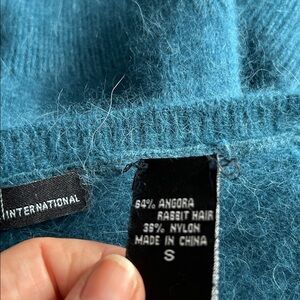 INTERNATIONAL
64% ANGORA
RABBIT HAIR
36% NYLON
MADE IN CHINA
S